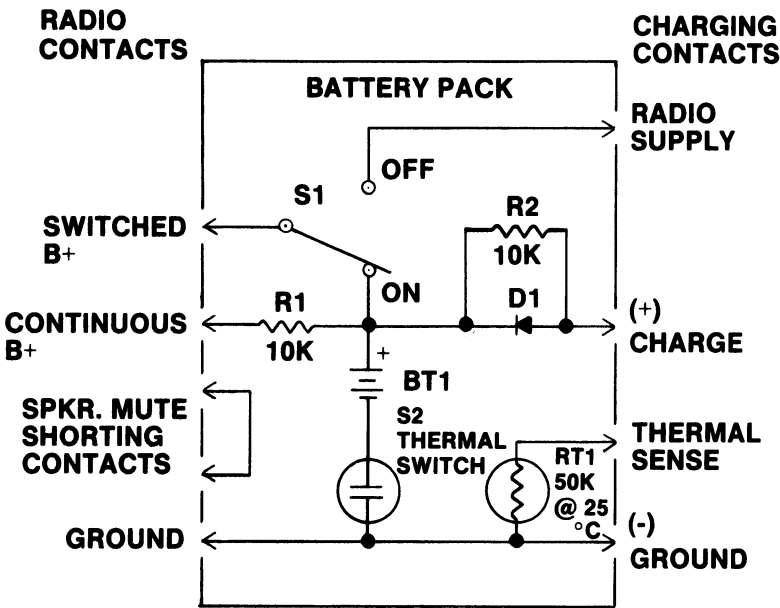 RADIO
CONTACTS
CHARGING
CONTACTS
BATTERY PACK
RADIO
SUPPLY
OFF
S1
SWITCHED
B+
R2
10K
ON
D1
R1
10K
CONTINUOUS
B+
(+)
CHARGE
+
BT1
SPKR. MUTE
SHORTING
CONTACTS
S2
THERMAL
SWITCH
RT1
50K
@ 25
°C
THERMAL
SENSE
GROUND
(-)
GROUND